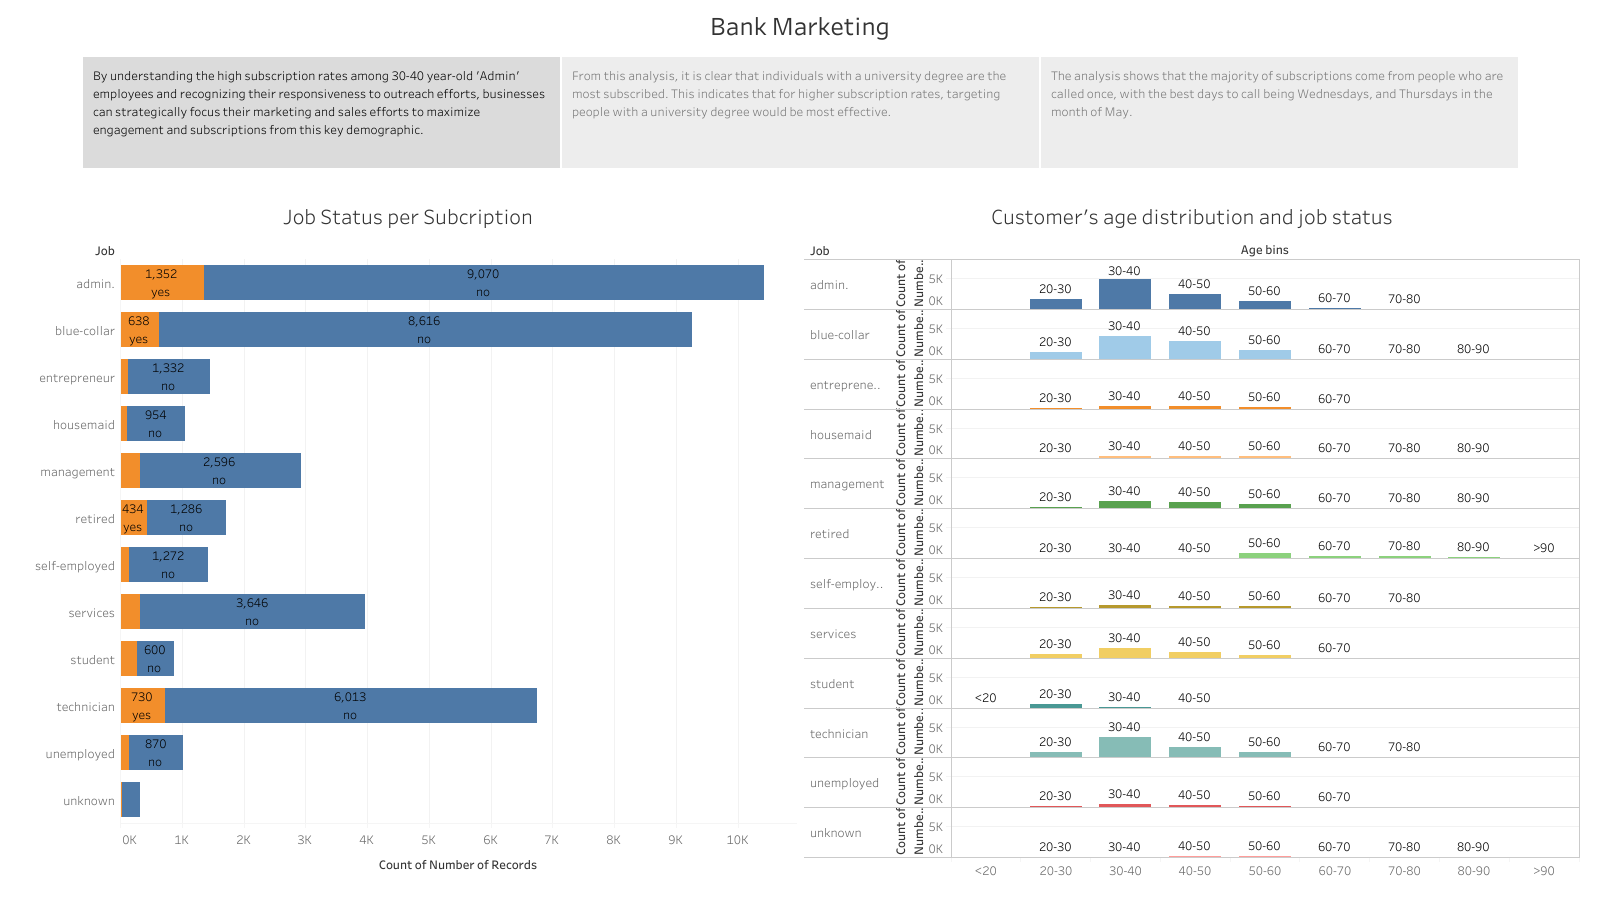 Bank Marketing
By understanding the high subscription rates among 30-40 year-old ‘Admin’
employees and recognizing their responsiveness to outreach efforts, businesses
can strategically focus their marketing and sales efforts to maximize
engagement and subscriptions from this key demographic.
From this analysis, it is clear that individuals with a university degree are the
most subscribed. This indicates that for higher subscription rates, targeting
people with a university degree would be most effective.
The analysis shows that the majority of subscriptions come from people who are
called once, with the best days to call being Wednesdays, and Thursdays in the
month of May.
Job Status per Subcription
Job
admin.
1,352
yes
9,070
no
blue-collar
638
yes
8,616
no
entrepreneur
1,332
no
housemaid
954
no
management
2,596
no
retired
434
yes
1,286
no
self-employed
1,272
no
services
3,646
no
student
600
no
technician
730
yes
6,013
no
unemployed
870
no
unknown
0K 1K 2K 3K 4K 5K 6K 7K 8K 9K 10K
Count of Number of Records
Customer’s age distribution and job status
Job
Age bins
admin.
Count of
Numbe..
5K
0K
20-30 30-40 40-50 50-60 60-70 70-80
blue-collar
Count of
Numbe..
5K
0K
20-30 30-40 40-50 50-60 60-70 70-80 80-90
entreprene..
Count of
Numbe..
5K
0K
20-30 30-40 40-50 50-60 60-70
housemaid
Count of
Numbe..
5K
0K
20-30 30-40 40-50 50-60 60-70 70-80 80-90
management
Count of
Numbe..
5K
0K
20-30 30-40 40-50 50-60 60-70 70-80 80-90
retired
Count of
Numbe..
5K
0K
20-30 30-40 40-50 50-60 60-70 70-80 80-90 >90
self-employ..
Count of
Numbe..
5K
0K
20-30 30-40 40-50 50-60 60-70 70-80
services
Count of
Numbe..
5K
0K
20-30 30-40 40-50 50-60 60-70
student
Count of
Numbe..
5K
0K
<20 20-30 30-40 40-50
technician
Count of
Numbe..
5K
0K
20-30 30-40 40-50 50-60 60-70 70-80
unemployed
Count of
Numbe..
5K
0K
20-30 30-40 40-50 50-60 60-70
unknown
Count of
Numbe..
5K
0K
20-30 30-40 40-50 50-60 60-70 70-80 80-90
<20 20-30 30-40 40-50 50-60 60-70 70-80 80-90 >90